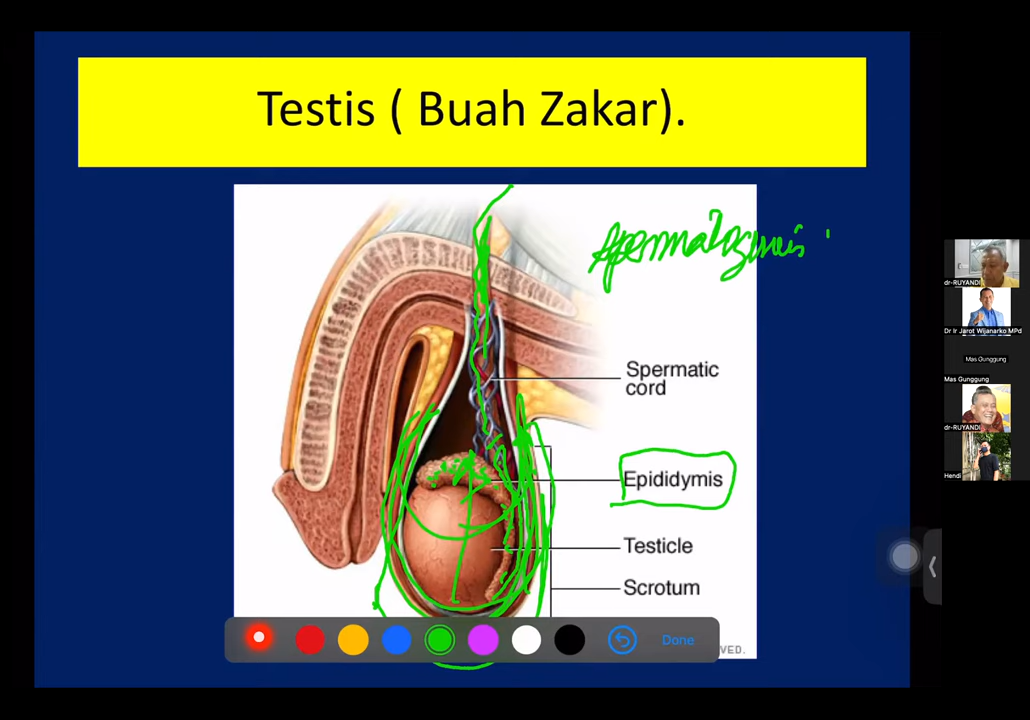 Testis ( Buah Zakar).
Spermatogenesis
Spermatic
cord
Epididymis
Testicle
Scrotum
VED.
Done
dr-RUYANDI
Dr Ir Jarot Wijanarko MPd
Mas Gunggung
Mas Gunggung
dr-RUYANDI
Hendi